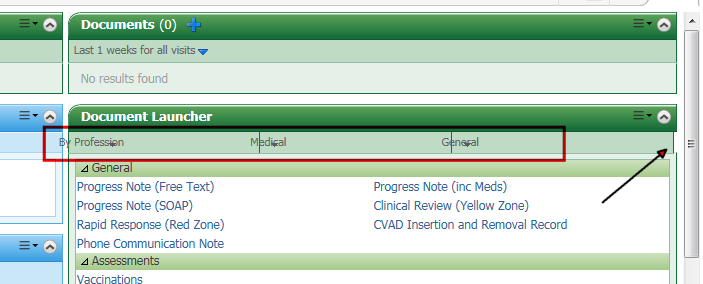 Documents (0)
Last 1 weeks for all visits
No results found
Document Launcher
By Profession Medical General
General
Progress Note (Free Text) Progress Note (inc Meds)
Progress Note (SOAP) Clinical Review (Yellow Zone)
Rapid Response (Red Zone) CVAD Insertion and Removal Record
Phone Communication Note
Assessments
Vaccinations